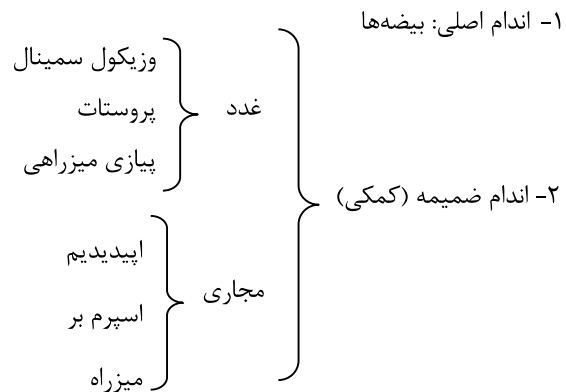 ۱- اندام اصلی: بیضه‌ها
۲- اندام ضمیمه (کمکی)
غدد
وزیکول سمینال
پروستات
پیازی میزراهی
مجاری
اپیدیدیم
اسپرم بر
میزراه